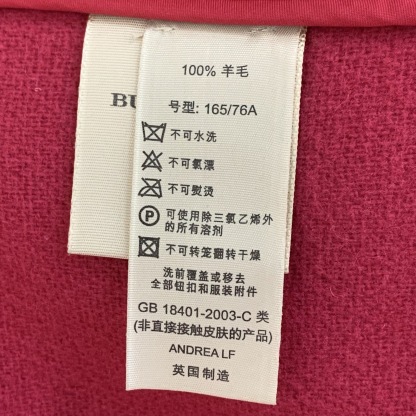 BU
100% 羊毛
号型: 165/76A
不可水洗
不可氯漂
不可熨烫
P
可使用除三氯乙烯外
的所有溶剂
不可转笼翻转干燥
洗前覆盖或移去
全部钮扣和服装附件
GB 18401-2003-C 类
(非直接接触皮肤的产品)
ANDREA LF
英国制造